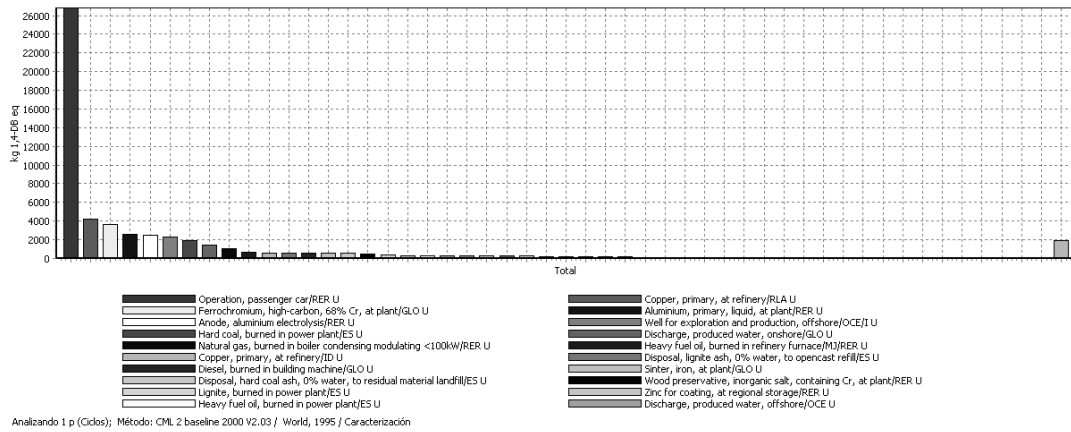 26000
24000
22000
20000
18000
16000
14000
12000
10000
8000
6000
4000
2000
0
kg 1,4-DB eq
Total
Operation, passenger car/RER U
Copper, primary, at refinery/RLA U
Ferrochromium, high-carbon, 68% Cr, at plant/GLO U
Aluminium, primary, liquid, at plant/RER U
Anode, aluminium electrolysis/RER U
Well for exploration and production, offshore/OCE/I U
Hard coal, burned in power plant/ES U
Discharge, produced water, onshore/GLO U
Natural gas, burned in boiler condensing modulating <100kW/RER U
Heavy fuel oil, burned in refinery furnace/MJ/RER U
Copper, primary, at refinery/ID U
Disposal, lignite ash, 0% water, to opencast refill/ES U
Diesel, burned in building machine/GLO U
Sinter, iron, at plant/GLO U
Disposal, hard coal ash, 0% water, to residual material landfill/ES U
Wood preservative, inorganic salt, containing Cr, at plant/RER U
Lignite, burned in power plant/ES U
Zinc for coating, at regional storage/RER U
Heavy fuel oil, burned in power plant/ES U
Discharge, produced water, offshore/OCE U
Analizando 1 p (Ciclos); Método: CML 2 baseline 2000 V2.03 / World, 1995 / Caracterización